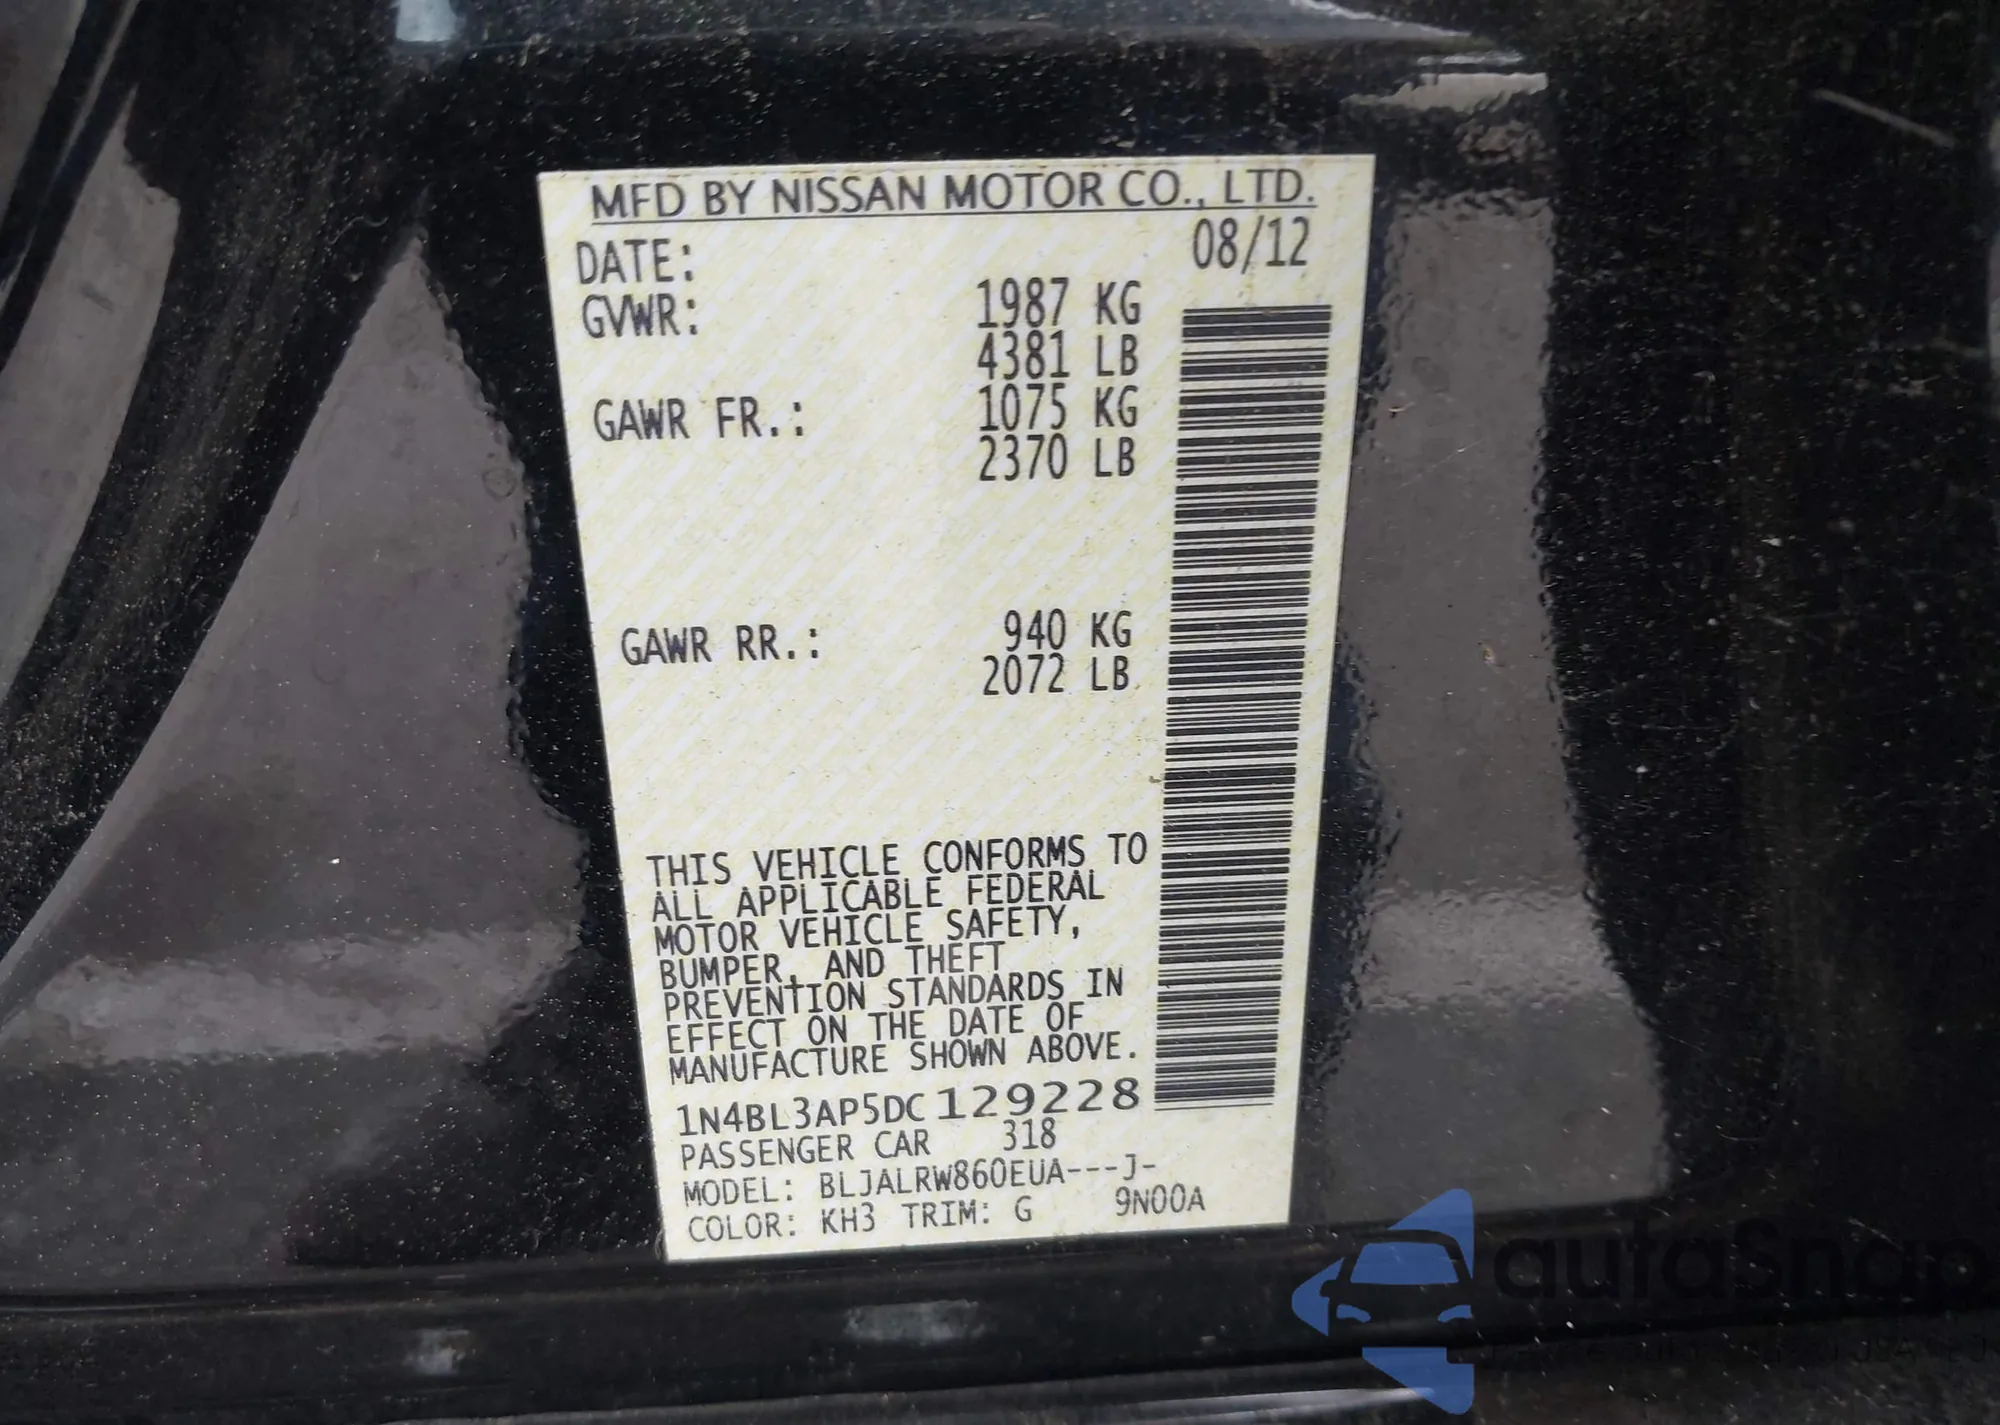 MFD BY NISSAN MOTOR CO., LTD.
DATE: 08/12
GVWR: 1987 KG
4381 LB
GAWR FR.: 1075 KG
2370 LB
GAWR RR.: 940 KG
2072 LB
THIS VEHICLE CONFORMS TO
ALL APPLICABLE FEDERAL
MOTOR VEHICLE SAFETY,
BUMPER, AND THEFT
PREVENTION STANDARDS IN
EFFECT ON THE DATE OF
MANUFACTURE SHOWN ABOVE.
1N4BL3AP5DC129228
PASSENGER CAR 318
MODEL: BLJALRW860EUA---J-
COLOR: KH3 TRIM: G 9N00A
autasnap